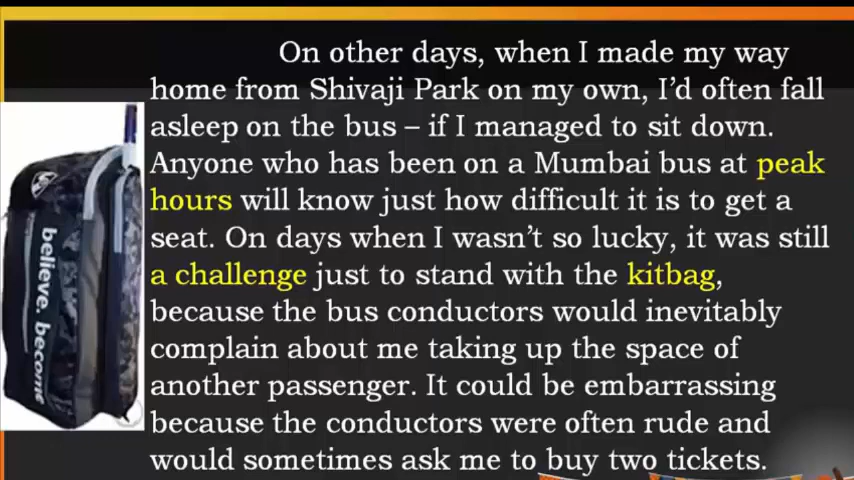 On other days, when I made my way
home from Shivaji Park on my own, I'd often fall
asleep on the bus – if I managed to sit down.
Anyone who has been on a Mumbai bus at peak
hours will know just how difficult it is to get a
seat. On days when I wasn't so lucky, it was still
a challenge just to stand with the kitbag,
because the bus conductors would inevitably
complain about me taking up the space of
another passenger. It could be embarrassing
because the conductors were often rude and
would sometimes ask me to buy two tickets.
believe. become